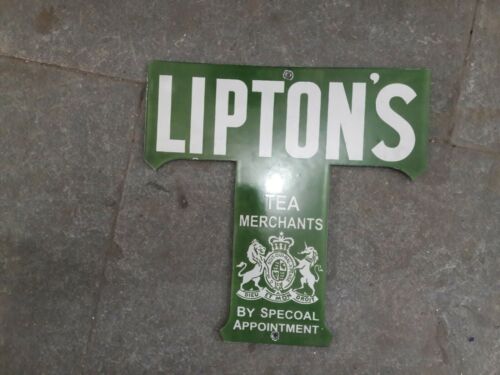 LIPTON'S
TEA
MERCHANTS
DIEU ET MON DROIT
BY SPECOAL
APPOINTMENT